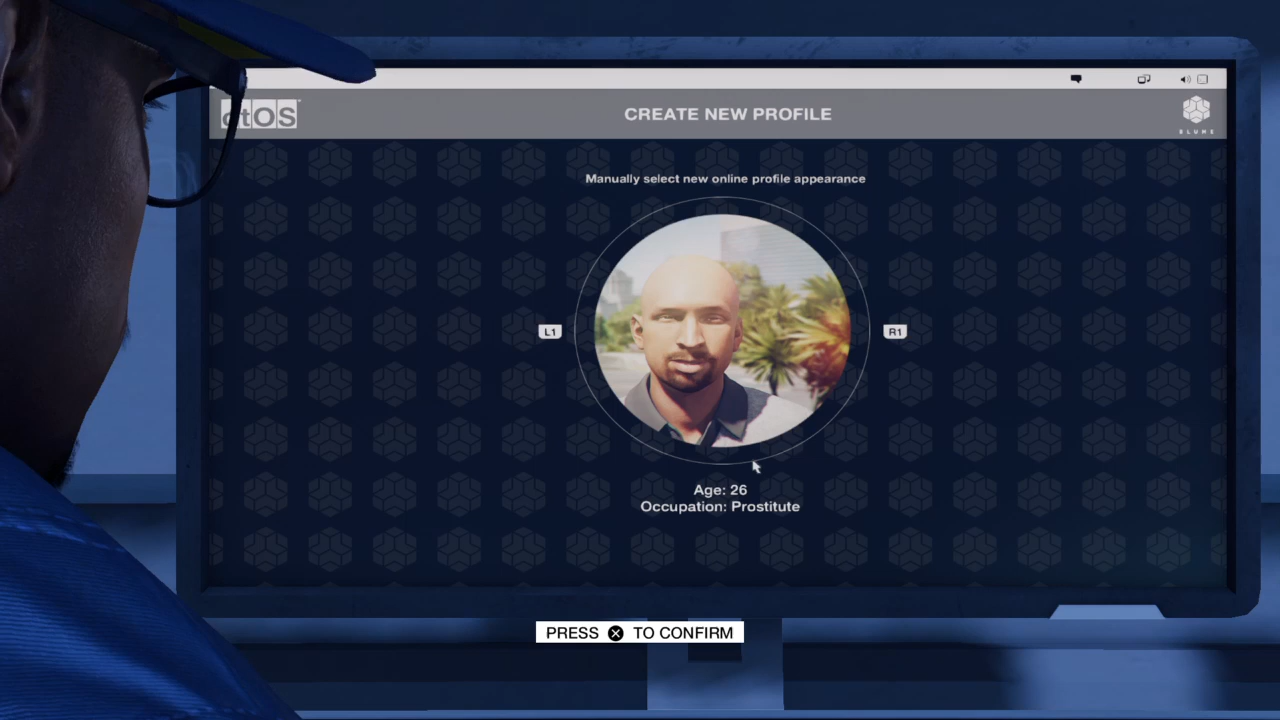 ctOS
CREATE NEW PROFILE
BLUME
Manually select new online profile appearance
L1
R1
Age: 26
Occupation: Prostitute
PRESS X TO CONFIRM